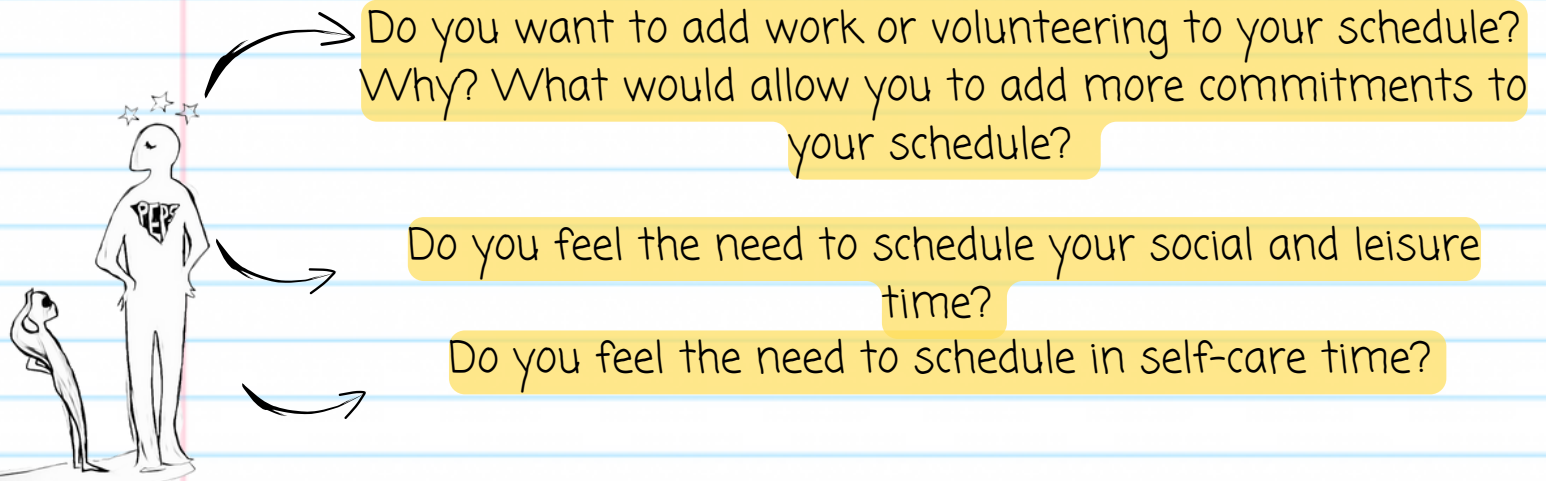 Do you want to add work or volunteering to your schedule?
Why? What would allow you to add more commitments to
your schedule?
PEPS
Do you feel the need to schedule your social and leisure
time?
Do you feel the need to schedule in self-care time?